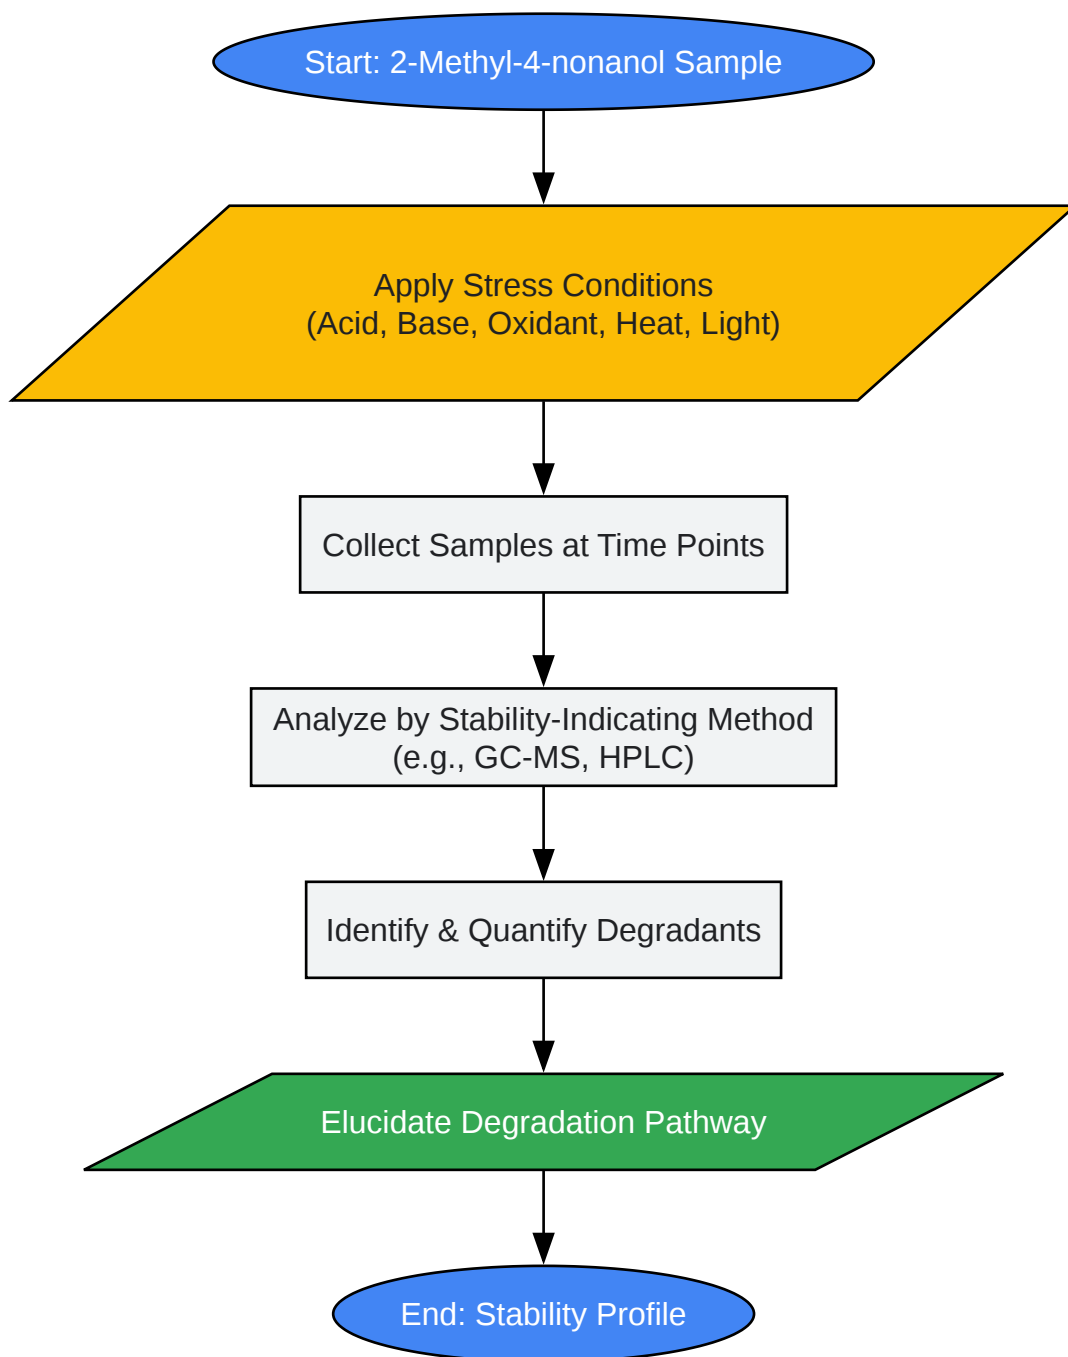 Start: 2-Methyl-4-nonanol Sample
Apply Stress Conditions
(Acid, Base, Oxidant, Heat, Light)
Collect Samples at Time Points
Analyze by Stability-Indicating Method
(e.g., GC-MS, HPLC)
Identify & Quantify Degradants
Elucidate Degradation Pathway
End: Stability Profile